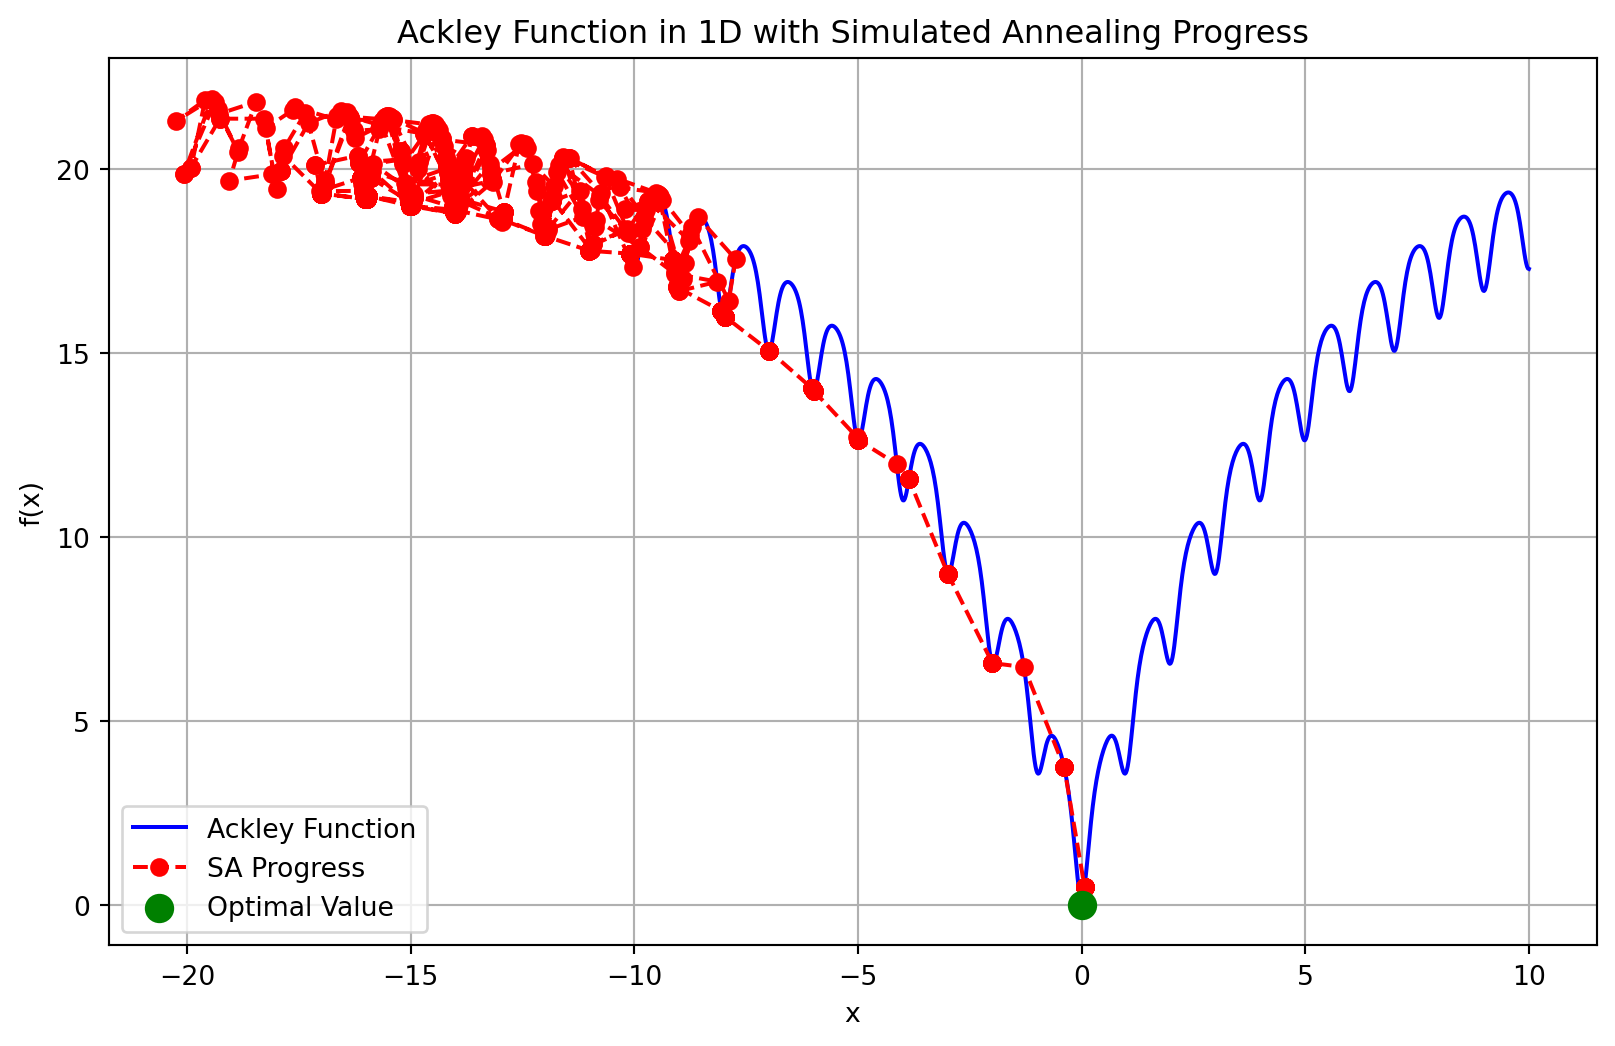 Ackley Function in 1D with Simulated Annealing Progress
f(x)
20
15
10
5
0
Ackley Function
SA Progress
Optimal Value
−20 −15 −10 −5 0 5 10
x